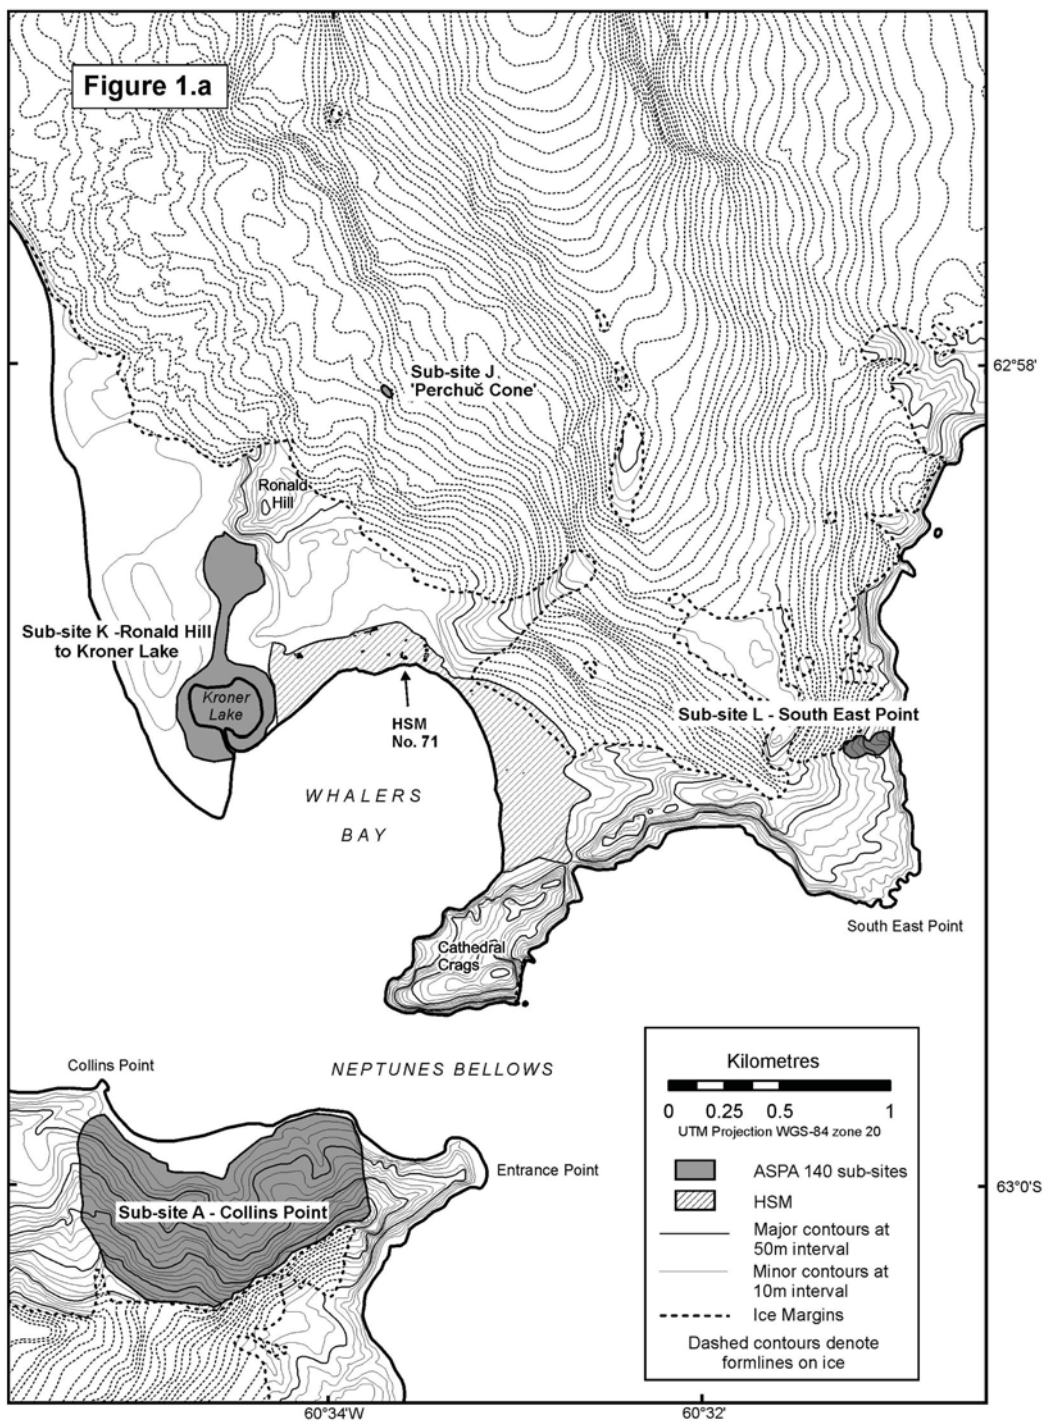 Figure 1.a
Sub-site J
'Perchuč Cone'
62°58'
Ronald
Hill
Sub-site K -Ronald Hill
to Kroner Lake
Kroner
Lake
HSM
No. 71
Sub-site L - South East Point
WHALERS
BAY
South East Point
Cathedral
Crags
NEPTUNES BELLOWS
Collins Point
Entrance Point
Sub-site A - Collins Point
63°0'S
Kilometres
0 0.25 0.5 1
UTM Projection WGS-84 zone 20
ASPA 140 sub-sites
HSM
Major contours at
50m interval
Minor contours at
10m interval
Ice Margins
Dashed contours denote
formlines on ice
60°34'W
60°32'